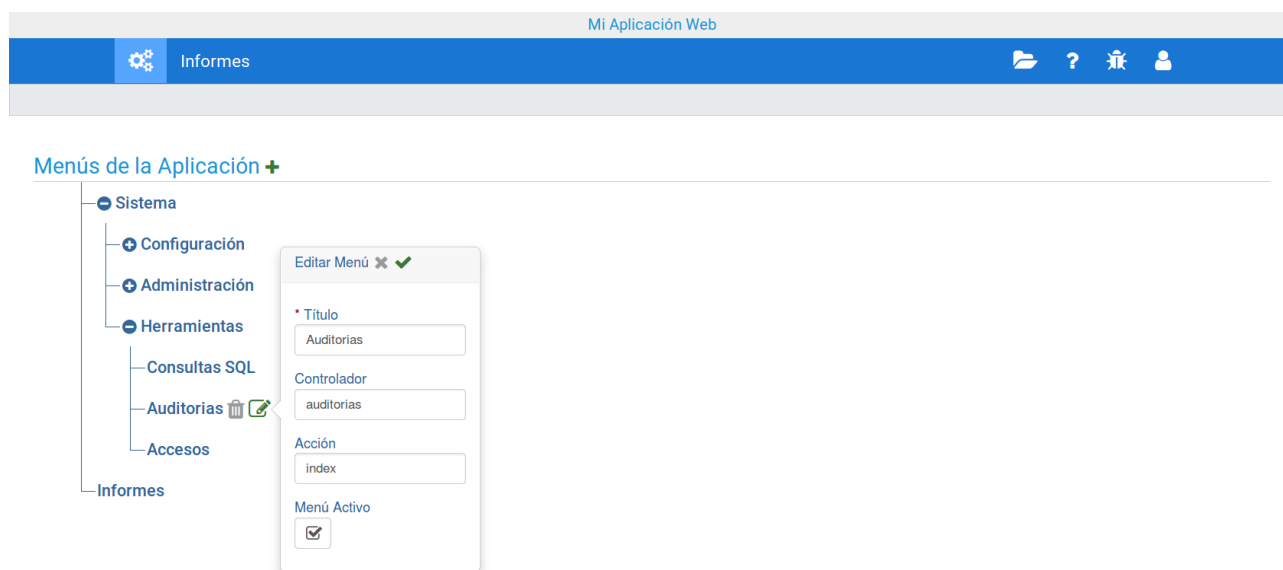 Mi Aplicación Web
Informes
?
Menús de la Aplicación
Sistema
Configuración
Administración
Herramientas
Consultas SQL
Auditorias
Accesos
Informes
Editar Menú
* Título
Auditorias
Controlador
auditorias
Acción
index
Menú Activo